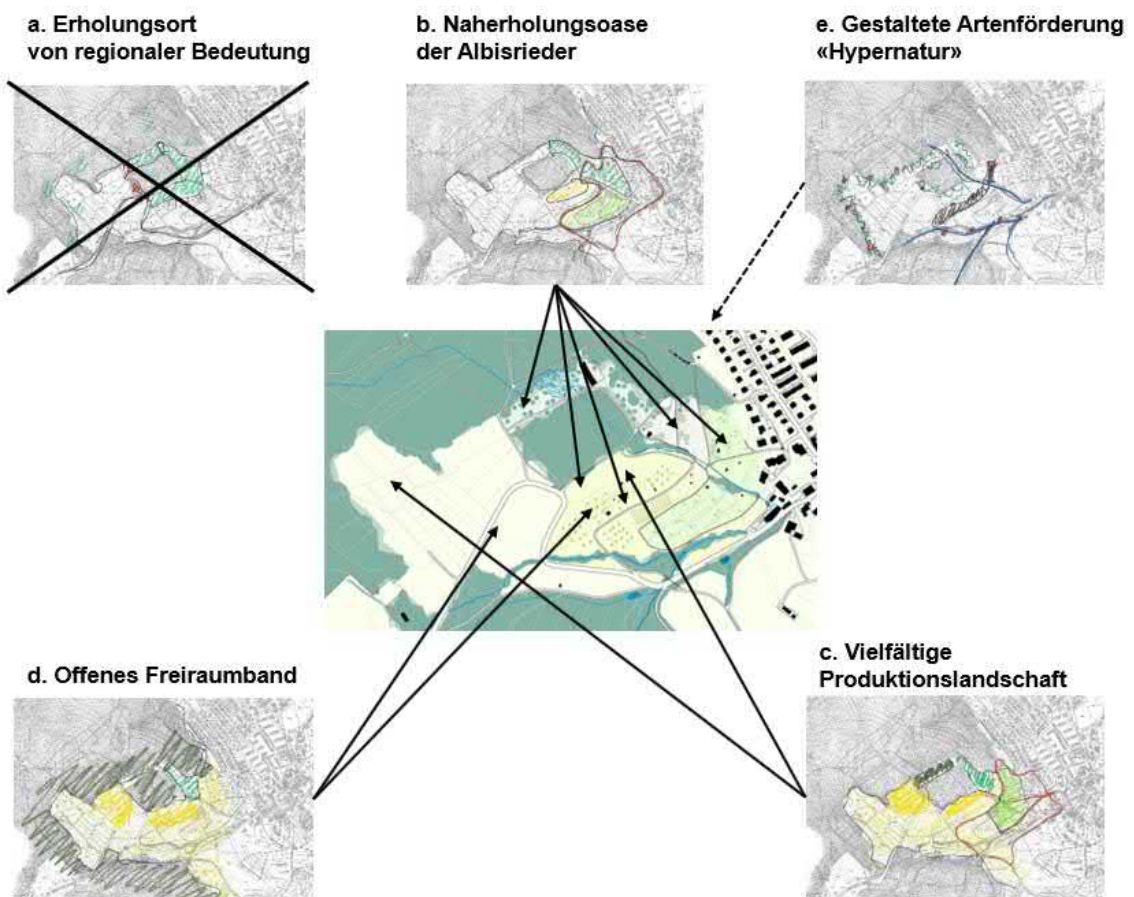 a. Erholungsort
von regionaler Bedeutung
b. Naherholungsoase
der Albisrieder
e. Gestaltete Artenförderung
«Hypernatur»
d. Offenes Freiraumband
c. Vielfältige
Produktionslandschaft